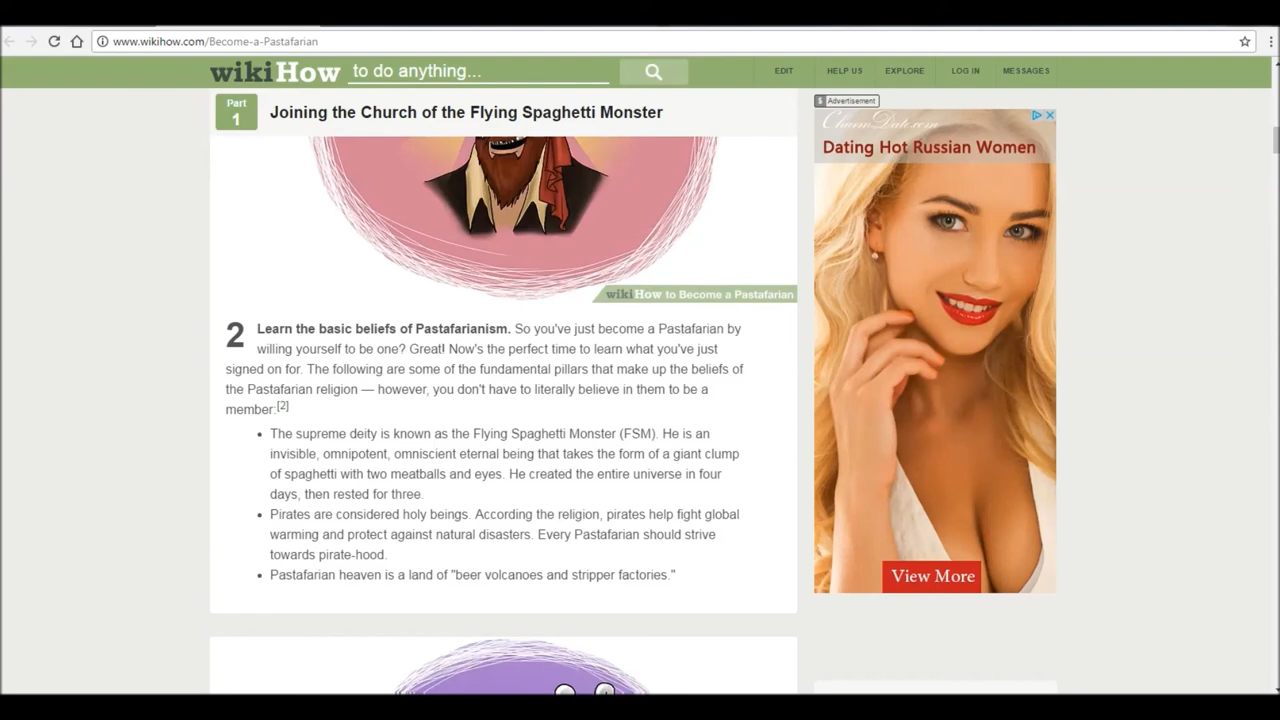 www.wikihow.com/Become-a-Pastafarian
wikiHow to do anything...
EDIT HELP US EXPLORE LOG IN MESSAGES
Part
1
Joining the Church of the Flying Spaghetti Monster
wikiHow to Become a Pastafarian
2 Learn the basic beliefs of Pastafarianism. So you've just become a Pastafarian by
willing yourself to be one? Great! Now's the perfect time to learn what you've just
signed on for. The following are some of the fundamental pillars that make up the beliefs of
the Pastafarian religion — however, you don't have to literally believe in them to be a
member:[2]
• The supreme deity is known as the Flying Spaghetti Monster (FSM). He is an
invisible, omnipotent, omniscient eternal being that takes the form of a giant clump
of spaghetti with two meatballs and eyes. He created the entire universe in four
days, then rested for three.
• Pirates are considered holy beings. According the religion, pirates help fight global
warming and protect against natural disasters. Every Pastafarian should strive
towards pirate-hood.
• Pastafarian heaven is a land of "beer volcanoes and stripper factories."
$ Advertisement
CharmDate.com
Dating Hot Russian Women
View More